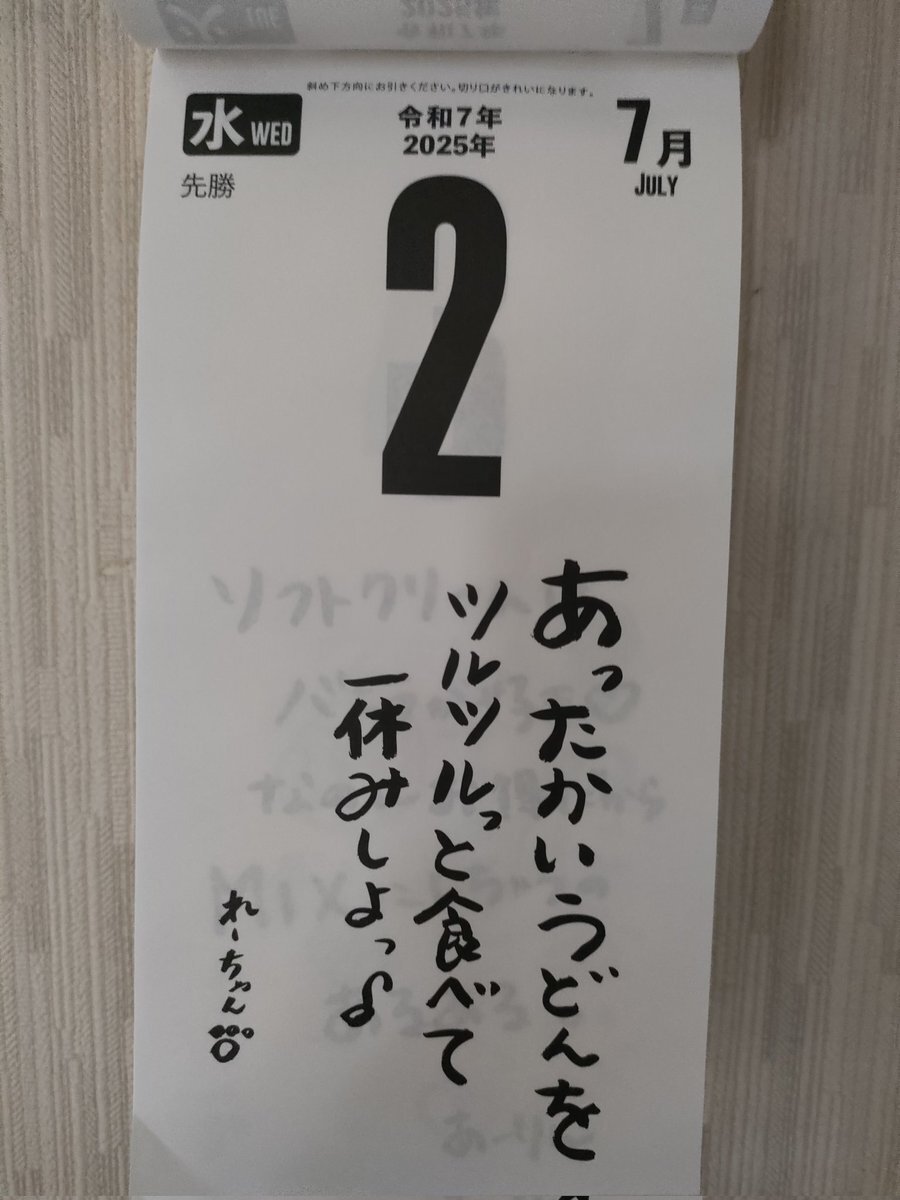 斜め下方向にお引きください。切り口がきれいになります。
水 WED
令和7年
2025年
7月
JULY
先勝
2
あったかいうどんを
ツルツルっと食べて
一休みしよっ♪
れーちゃん